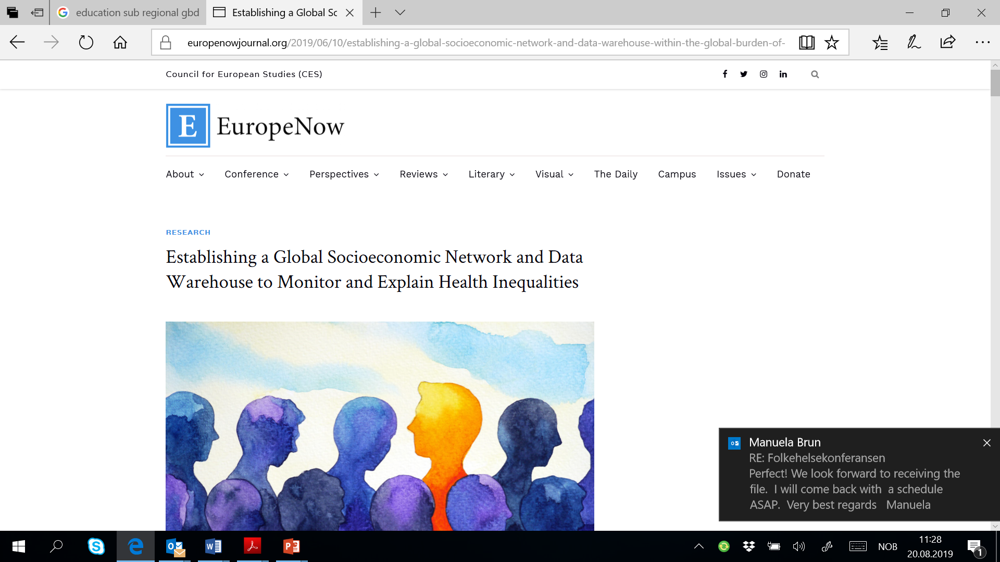 education sub regional gbd
Establishing a Global Sc
europenowjournal.org/2019/06/10/establishing-a-global-socioeconomic-network-and-data-warehouse-within-the-global-burden-of-
Council for European Studies (CES)
E EuropeNow
About Conference Perspectives Reviews Literary Visual The Daily Campus Issues Donate
RESEARCH
Establishing a Global Socioeconomic Network and Data
Warehouse to Monitor and Explain Health Inequalities
Manuela Brun
RE: Folkehelsekonferansen
Perfect! We look forward to receiving the
file. I will come back with a schedule
ASAP. Very best regards Manuela
NOB
11:28
20.08.2019
1